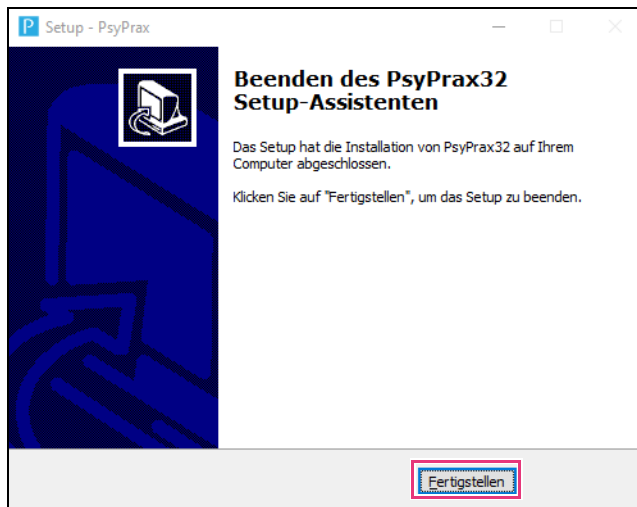 P Setup - PsyPrax
Beenden des PsyPrax32
Setup-Assistenten
Das Setup hat die Installation von PsyPrax32 auf Ihrem
Computer abgeschlossen.
Klicken Sie auf "Fertigstellen", um das Setup zu beenden.
Fertigstellen